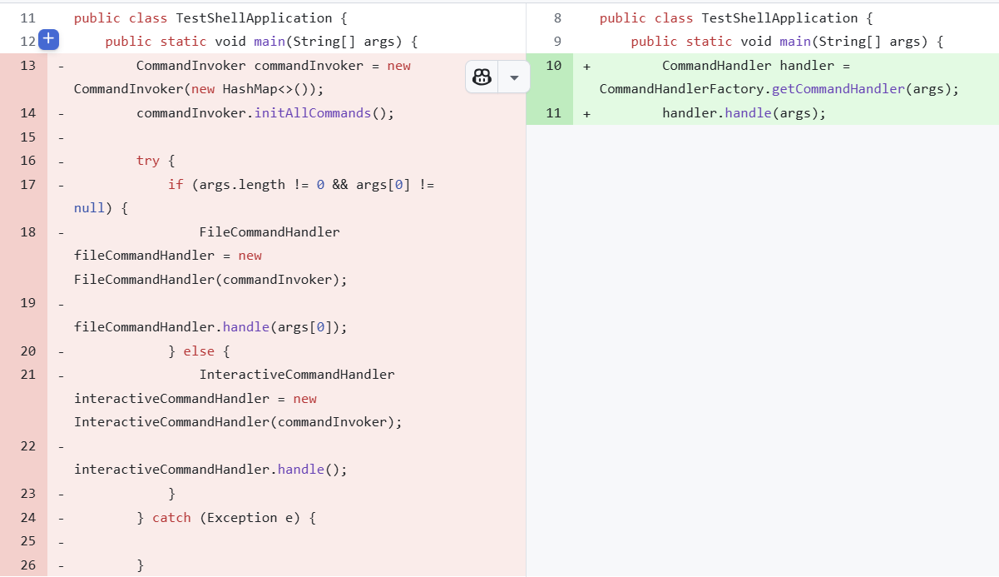 11 public class TestShellApplication {
12 + public static void main(String[] args) {
13 - CommandInvoker commandInvoker = new
CommandInvoker(new HashMap<>());
14 - commandInvoker.initAllCommands();
15 -
16 - try {
17 - if (args.length != 0 && args[0] !=
null) {
18 - FileCommandHandler
fileCommandHandler = new
FileCommandHandler(commandInvoker);
19 -
fileCommandHandler.handle(args[0]);
20 - } else {
21 - InteractiveCommandHandler
interactiveCommandHandler = new
InteractiveCommandHandler(commandInvoker);
22 -
interactiveCommandHandler.handle();
23 - }
24 - } catch (Exception e) {
25 -
26 - }
8 public class TestShellApplication {
9 public static void main(String[] args) {
10 + CommandHandler handler =
CommandHandlerFactory.getCommandHandler(args);
11 + handler.handle(args);